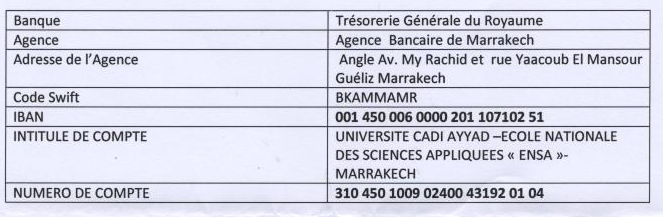 Banque Trésorerie Générale du Royaume
Agence Agence Bancaire de Marrakech
Adresse de l'Agence Angle Av. My Rachid et rue Yaacoub El Mansour
Guéliz Marrakech
Code Swift BKAMMAMR
IBAN 001 450 006 0000 201 107102 51
INTITULE DE COMPTE UNIVERSITE CADI AYYAD –ECOLE NATIONALE
DES SCIENCES APPLIQUEES « ENSA »-
MARRAKECH
NUMERO DE COMPTE 310 450 1009 02400 43192 01 04